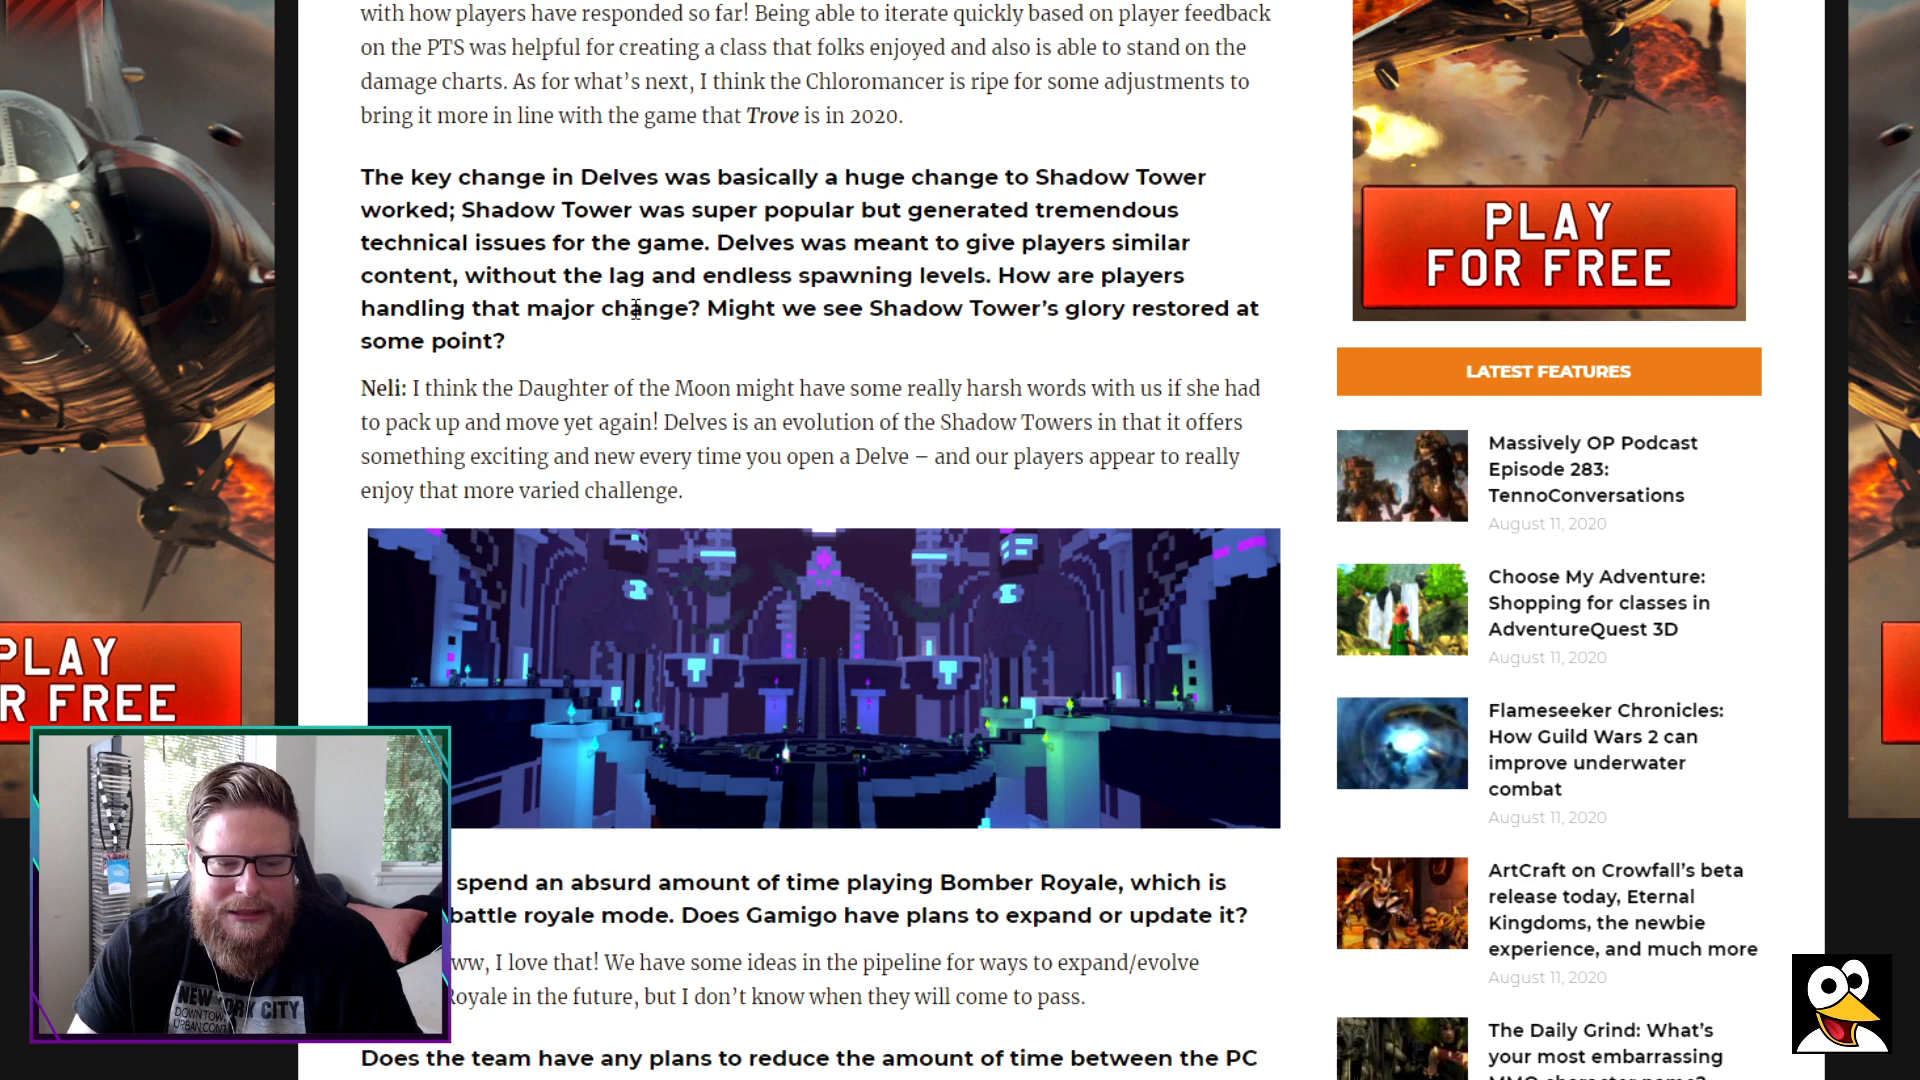 with how players have responded so far! Being able to iterate quickly based on player feedback
on the PTS was helpful for creating a class that folks enjoyed and also is able to stand on the
damage charts. As for what's next, I think the Chloromancer is ripe for some adjustments to
bring it more in line with the game that Trove is in 2020.
The key change in Delves was basically a huge change to Shadow Tower
worked; Shadow Tower was super popular but generated tremendous
technical issues for the game. Delves was meant to give players similar
content, without the lag and endless spawning levels. How are players
handling that major change? Might we see Shadow Tower's glory restored at
some point?
Neli: I think the Daughter of the Moon might have some really harsh words with us if she had
to pack up and move yet again! Delves is an evolution of the Shadow Towers in that it offers
something exciting and new every time you open a Delve – and our players appear to really
enjoy that more varied challenge.
spend an absurd amount of time playing Bomber Royale, which is
battle royale mode. Does Gamigo have plans to expand or update it?
ww, I love that! We have some ideas in the pipeline for ways to expand/evolve
Royale in the future, but I don't know when they will come to pass.
Does the team have any plans to reduce the amount of time between the PC
PLAY
FOR FREE
LATEST FEATURES
Massively OP Podcast
Episode 283:
TennoConversations
August 11, 2020
Choose My Adventure:
Shopping for classes in
AdventureQuest 3D
August 11, 2020
Flameseeker Chronicles:
How Guild Wars 2 can
improve underwater
combat
August 11, 2020
ArtCraft on Crowfall's beta
release today, Eternal
Kingdoms, the newbie
experience, and much more
August 11, 2020
The Daily Grind: What's
your most embarrassing
MMO character name?
PLAY
R FREE
NEW YORK CITY
DOWNTOWN
URBAN